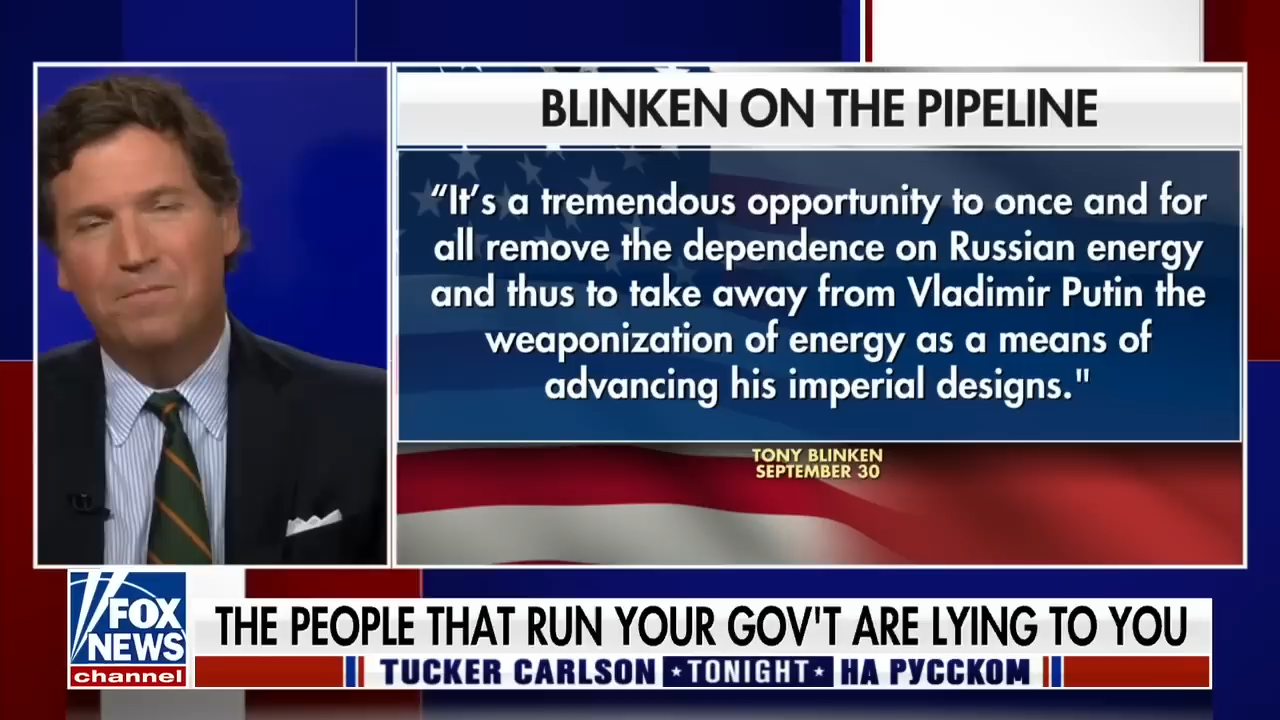 BLINKEN ON THE PIPELINE
“It’s a tremendous opportunity to once and for
all remove the dependence on Russian energy
and thus to take away from Vladimir Putin the
weaponization of energy as a means of
advancing his imperial designs."
TONY BLINKEN
SEPTEMBER 30
FOX
NEWS
channel
THE PEOPLE THAT RUN YOUR GOV'T ARE LYING TO YOU
TUCKER CARLSON ★TONIGHT★ НА РУССКОМ